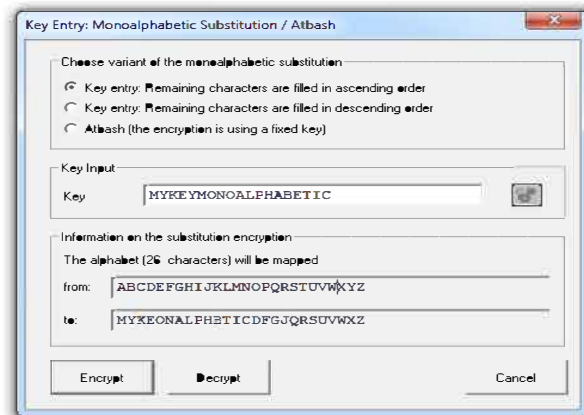 Key Entry: Monoalphabetic Substitution / Atbash
Choose variant of the monoalphabetic substitution
Key entry: Remaining characters are filled in ascending order
Key entry: Remaining characters are filled in descending order
Atbash (the encryption is using a fixed key)
Key Input
Key MYKEYMONOALPHABETIC
Information on the substitution encryption
The alphabet (26 characters) will be mapped
from: ABCDEFGHIJKLMNOPQRSTUVWXYZ
to: MYKEONALPHBTICDFGJQRSUVWXZ
Encrypt Decrypt Cancel